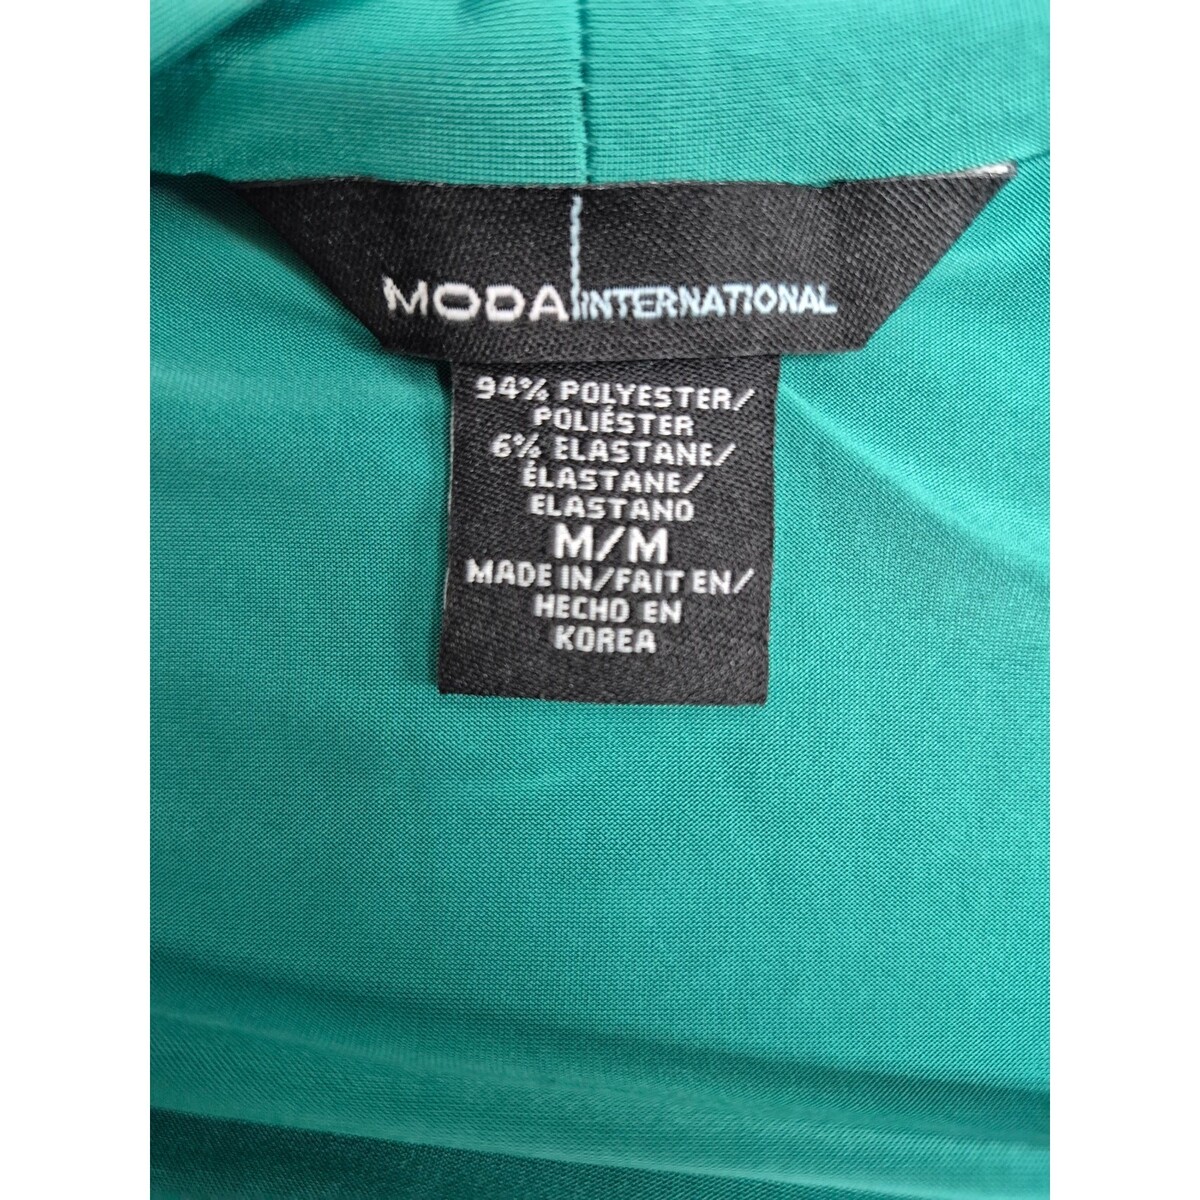 MODA INTERNATIONAL
94% POLYESTER/
POLIÉSTER
6% ELASTANE/
ÉLASTANE/
ELASTANO
M/M
MADE IN/FAIT EN/
HECHO EN
KOREA